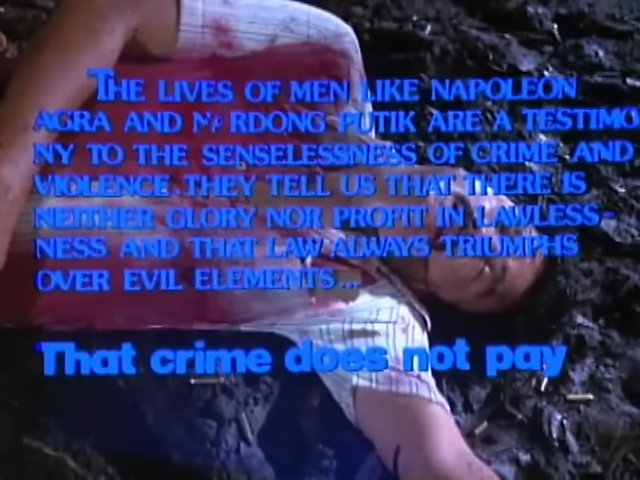 THE LIVES OF MEN LIKE NAPOLEON
AGRA AND RDONG PUTIK ARE A TESTIMO
NY TO THE SENSELESSNESS OF CRIME AND
VIOLENCE.THEY TELL US THAT THERE IS
NEITHER GLORY NOR PROFIT IN LAWLESS-
NESS AND THAT LAW ALWAYS TRIUMPHS
OVER EVIL ELEMENTS...
That crime does not pay